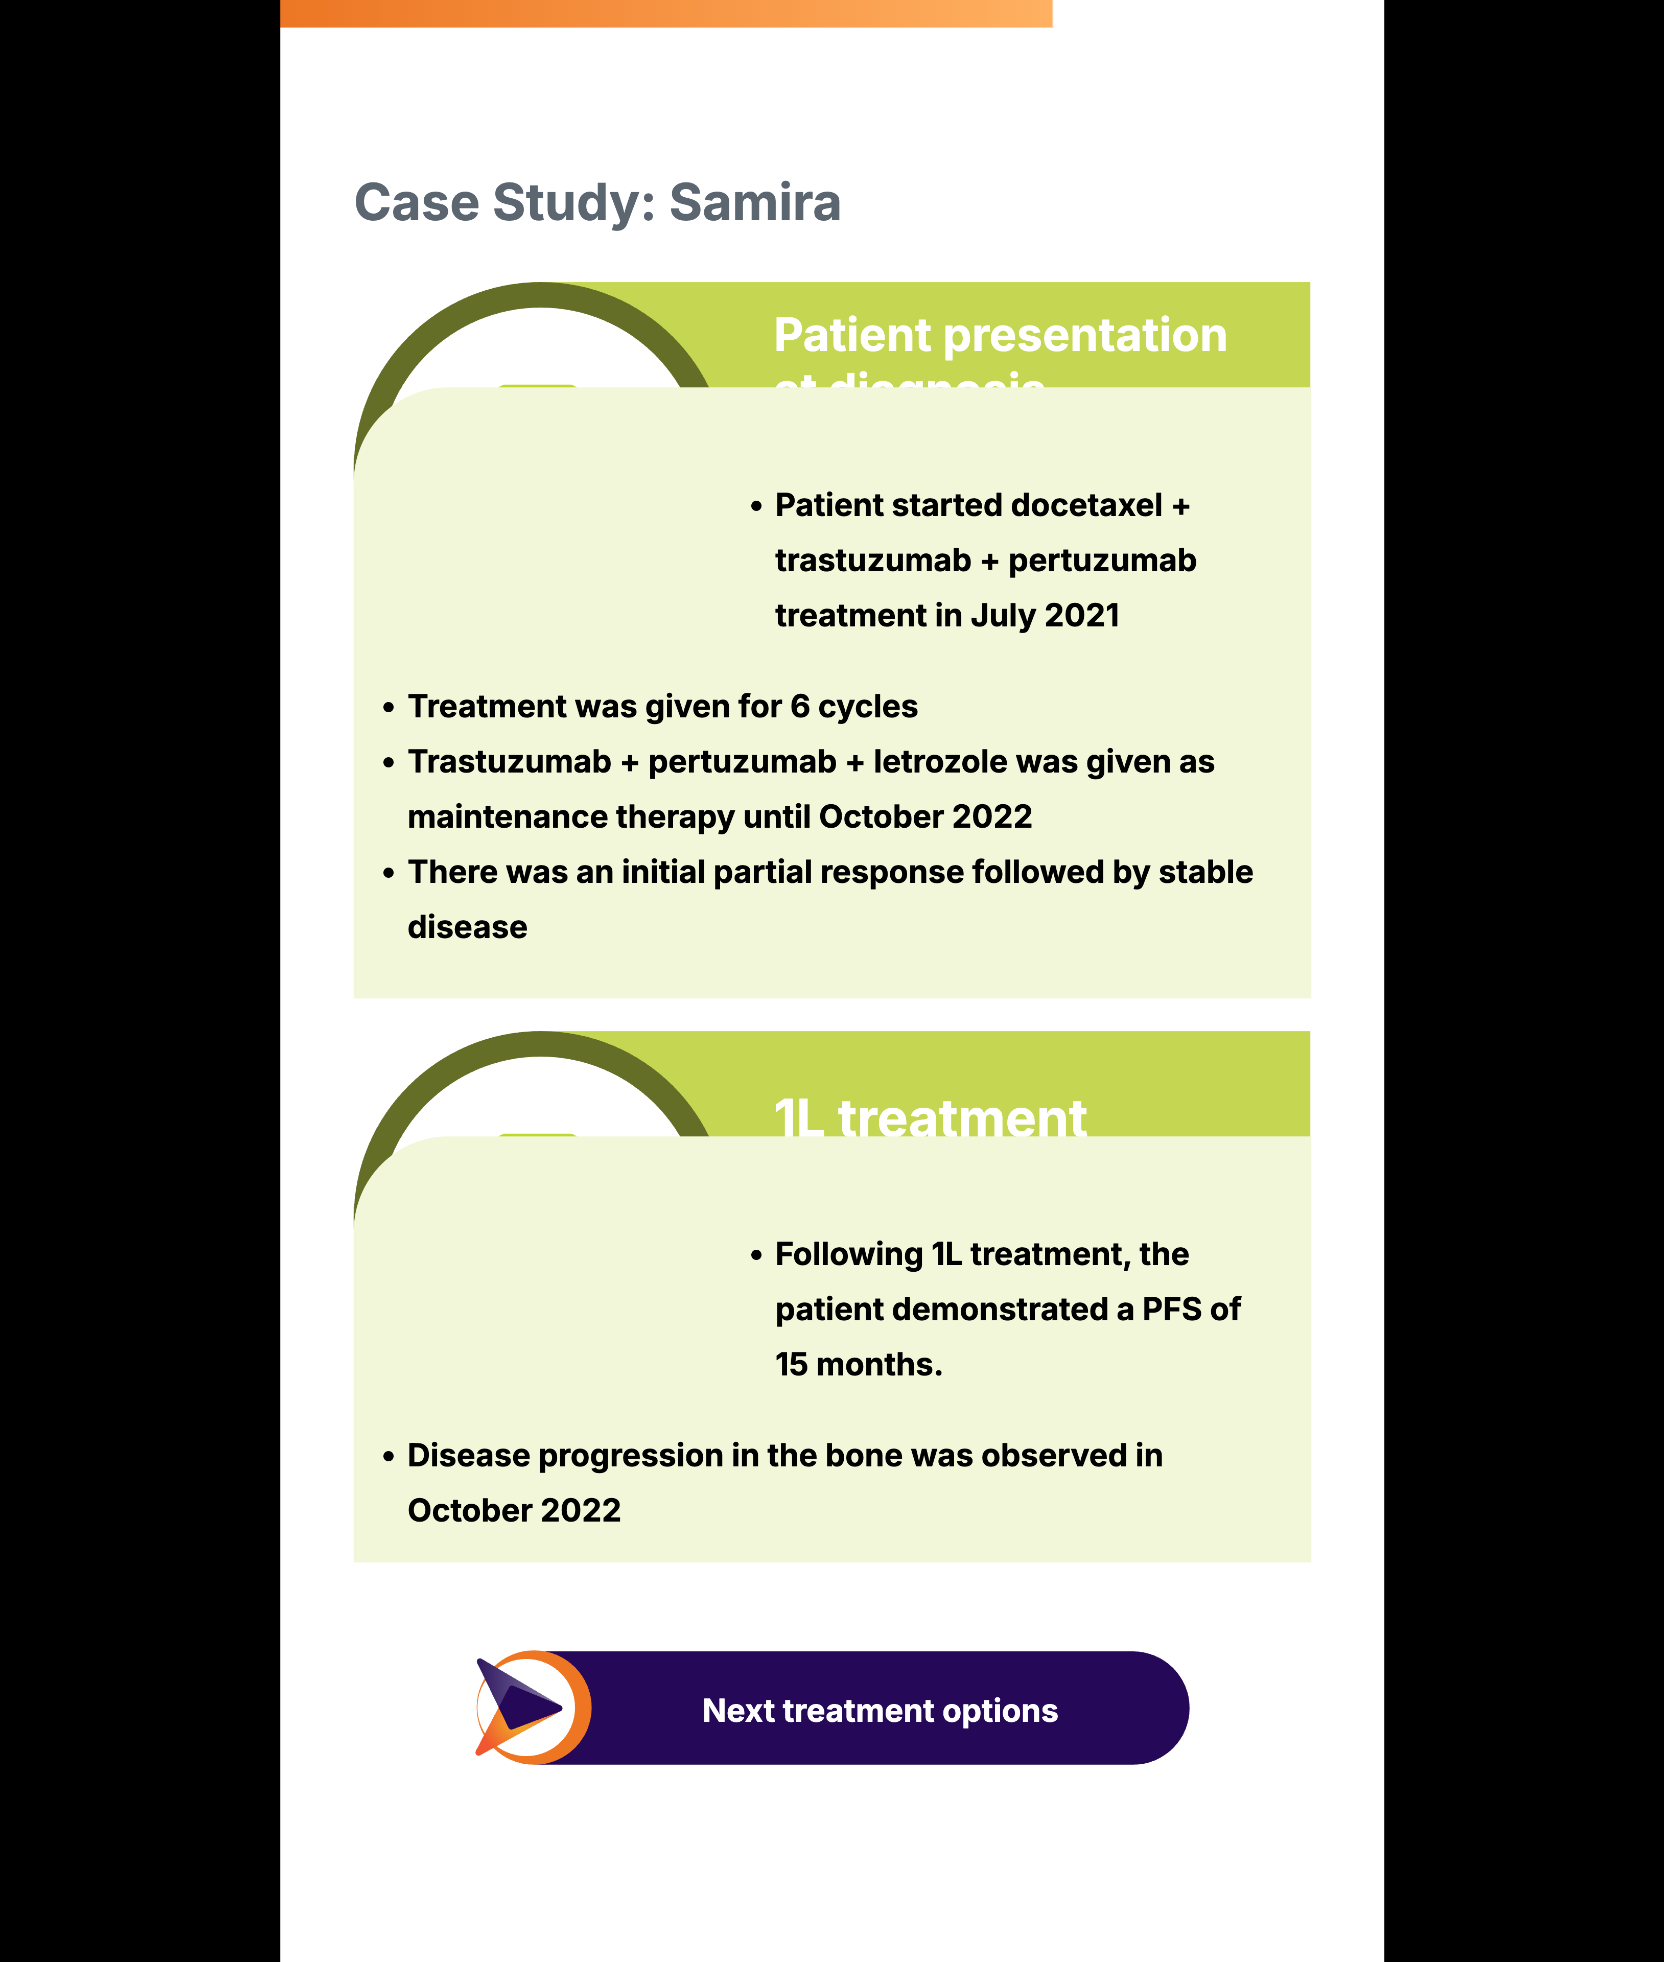 Case Study: Samira
Patient presentation
at diagnosis
• Patient started docetaxel +
trastuzumab + pertuzumab
treatment in July 2021
• Treatment was given for 6 cycles
• Trastuzumab + pertuzumab + letrozole was given as
maintenance therapy until October 2022
• There was an initial partial response followed by stable
disease
1L treatment
• Following 1L treatment, the
patient demonstrated a PFS of
15 months.
• Disease progression in the bone was observed in
October 2022
Next treatment options